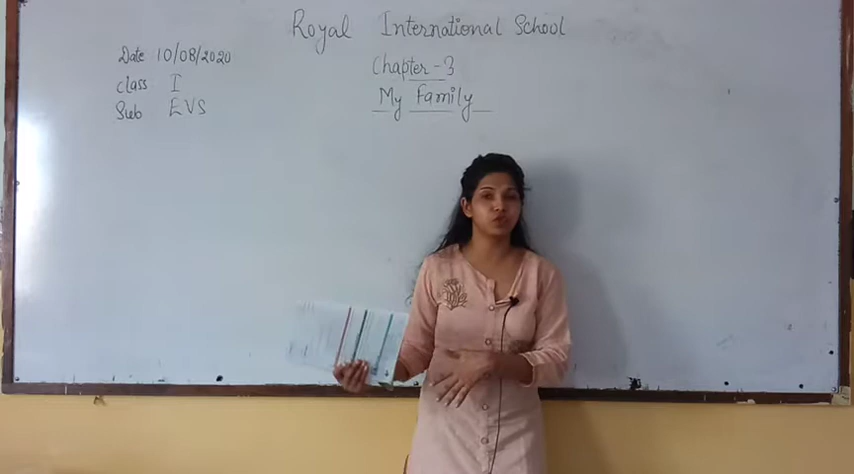 Royal International School
Date 10/08/2020
Class I
Sub EVS
Chapter - 3
My Family